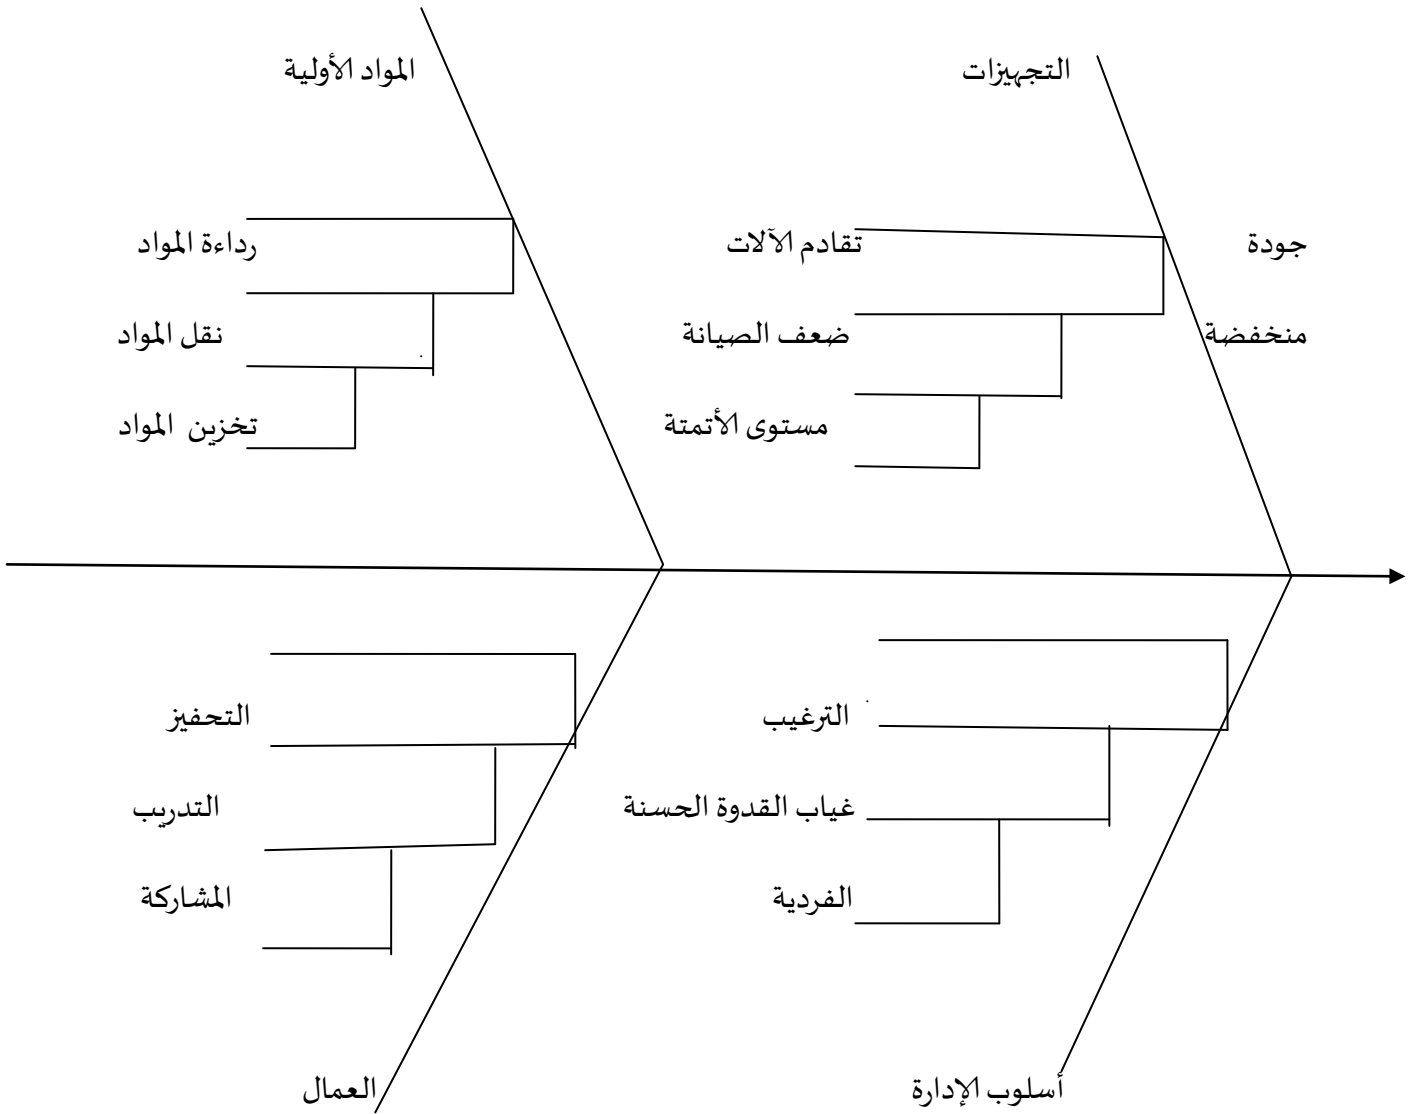 التجهيزات
المواد الأولية
جودة
منخفضة
تقادم الآلات
ضعف الصيانة
مستوى الأتمتة
رداءة المواد
نقل المواد
تخزين المواد
الترغيب
غياب القدوة الحسنة
الفردية
التحفيز
التدريب
المشاركة
أسلوب الإدارة
العمال